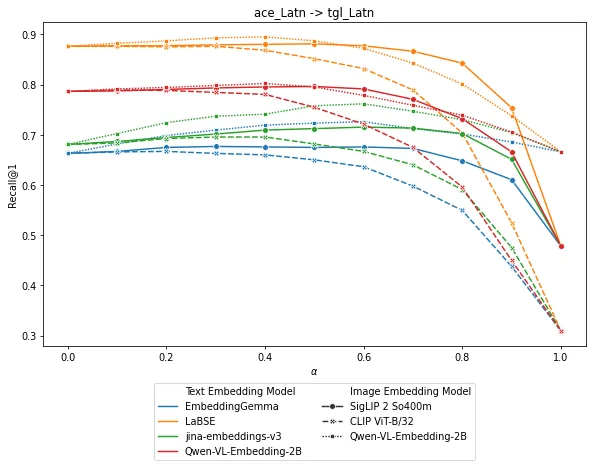 ace_Latn -> tgl_Latn
0.9
0.8
0.7
0.6
0.5
0.4
0.3
Recall@1
0.0 0.2 0.4 0.6 0.8 1.0
α
Text Embedding Model Image Embedding Model
EmbeddingGemma SigLIP 2 So400m
LaBSE CLIP ViT-B/32
jina-embeddings-v3 Qwen-VL-Embedding-2B
Qwen-VL-Embedding-2B